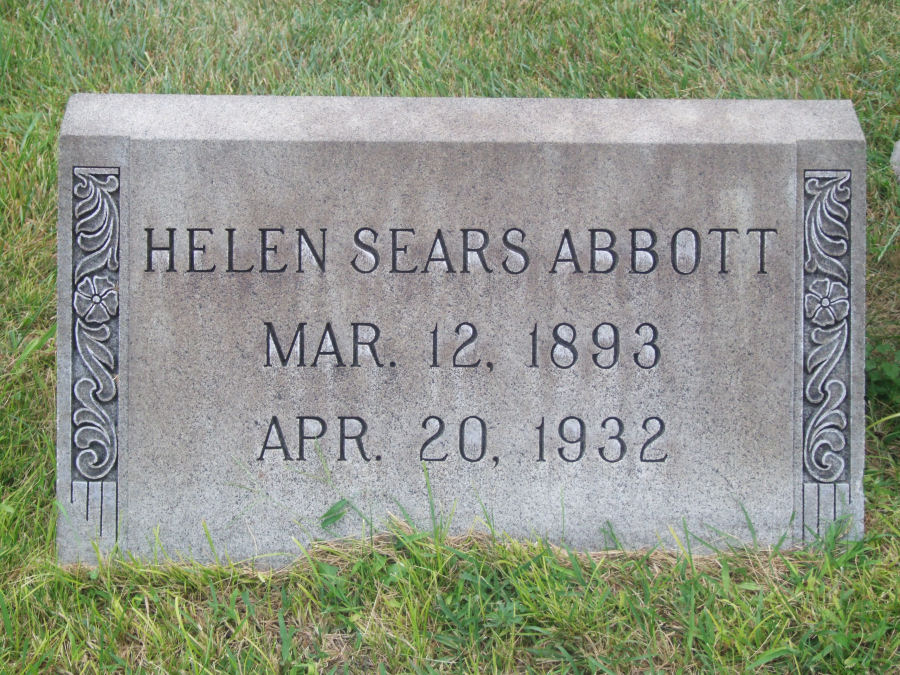 HELEN SEARS ABBOTT
MAR. 12, 1893
APR. 20, 1932